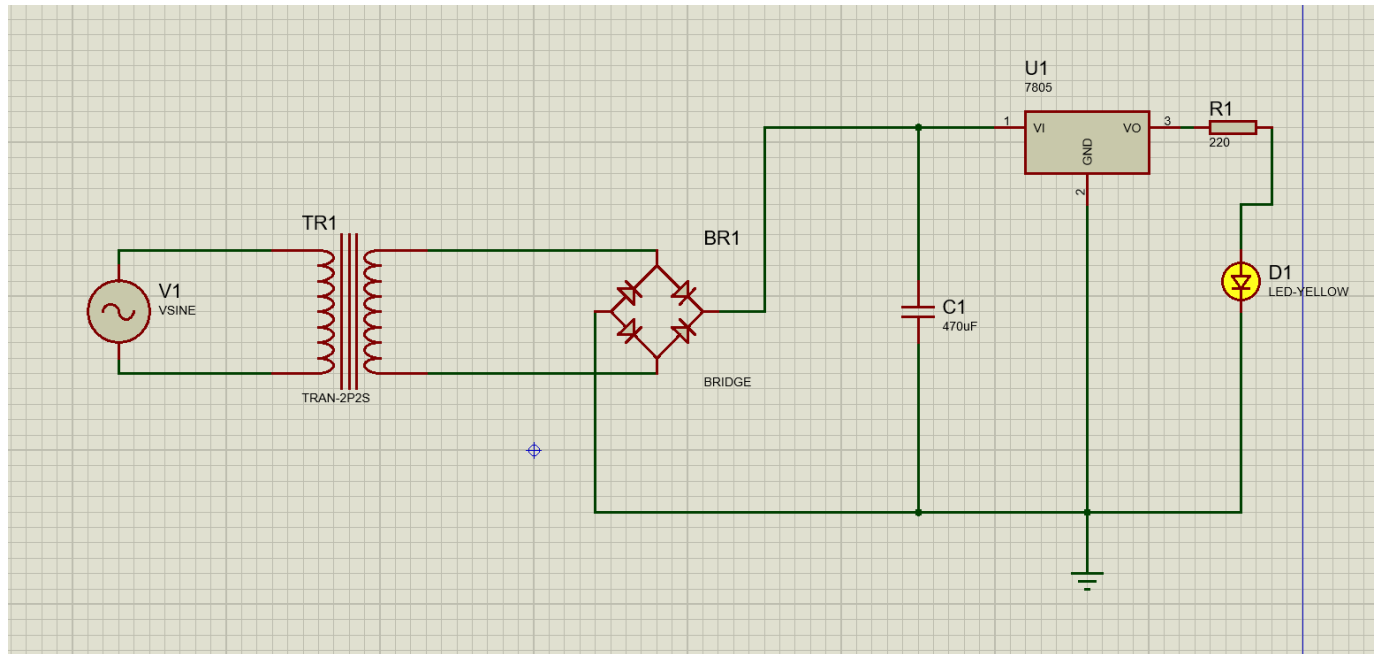 U1
7805
1
VI
VO
3
GND
2
R1
220
TR1
TRAN-2P2S
V1
VSINE
BR1
BRIDGE
C1
470uF
D1
LED-YELLOW